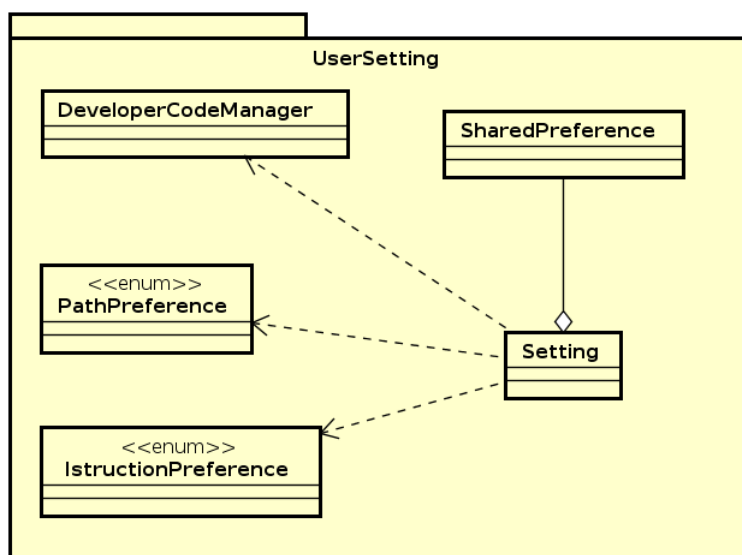 UserSetting
DeveloperCodeManager
SharedPreference
<<enum>>
PathPreference
Setting
<<enum>>
IstructionPreference